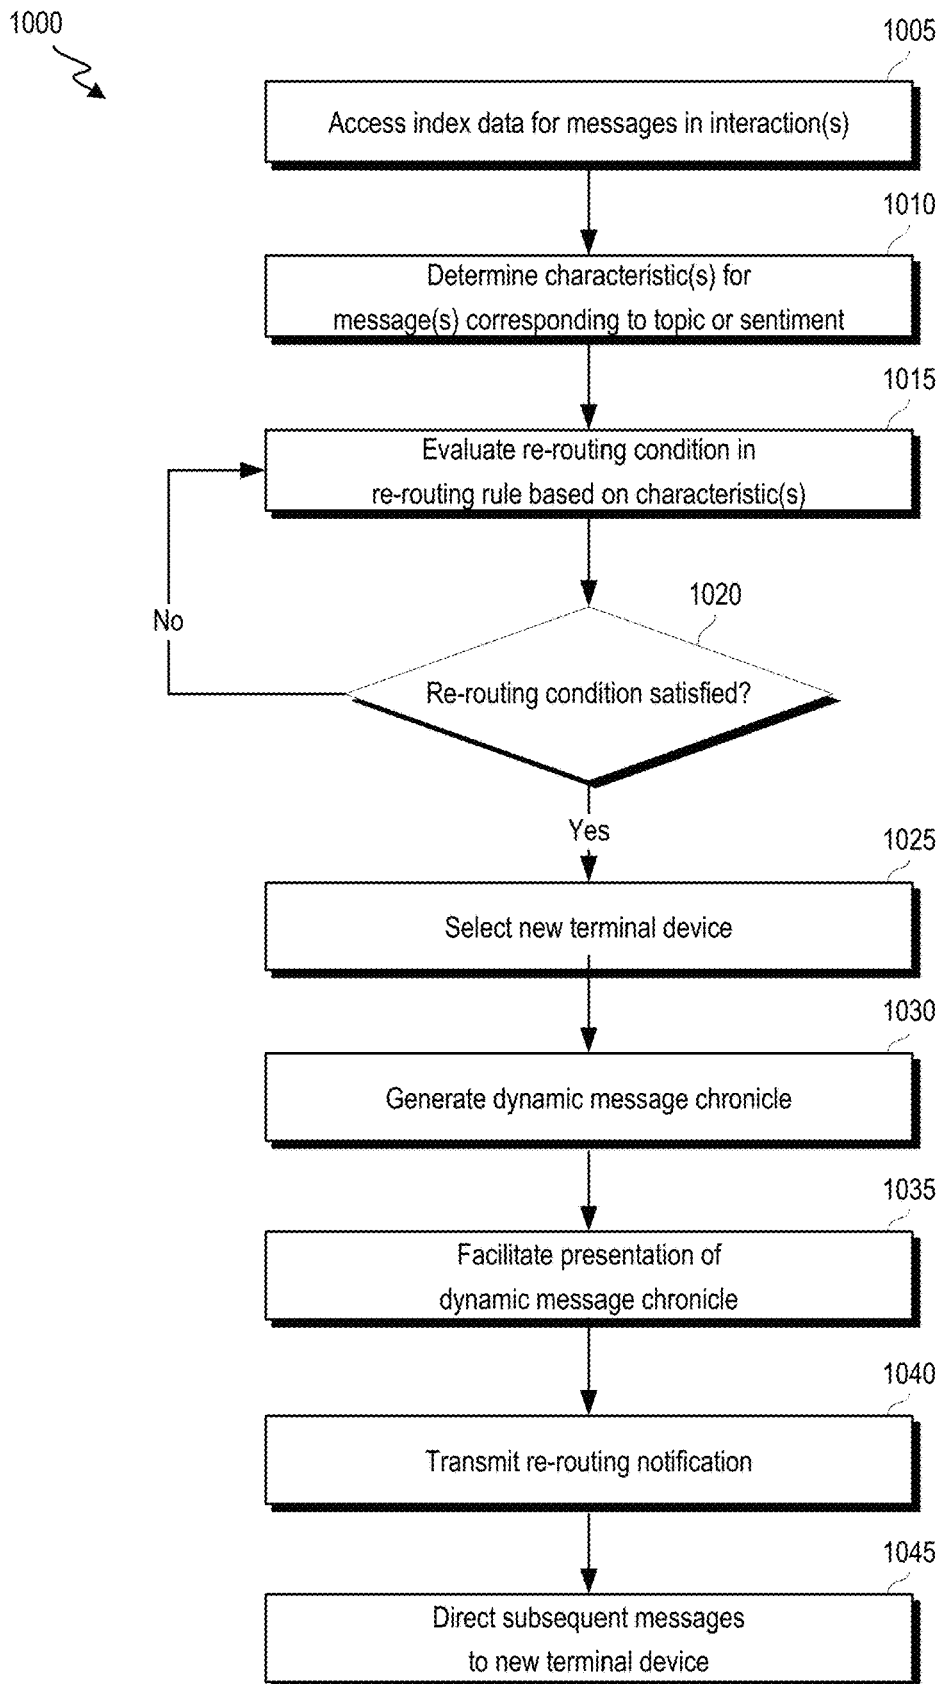 1000
1005
Access index data for messages in interaction(s)
1010
Determine characteristic(s) for
message(s) corresponding to topic or sentiment
1015
Evaluate re-routing condition in
re-routing rule based on characteristic(s)
1020
No
Re-routing condition satisfied?
Yes
1025
Select new terminal device
1030
Generate dynamic message chronicle
1035
Facilitate presentation of
dynamic message chronicle
1040
Transmit re-routing notification
1045
Direct subsequent messages
to new terminal device